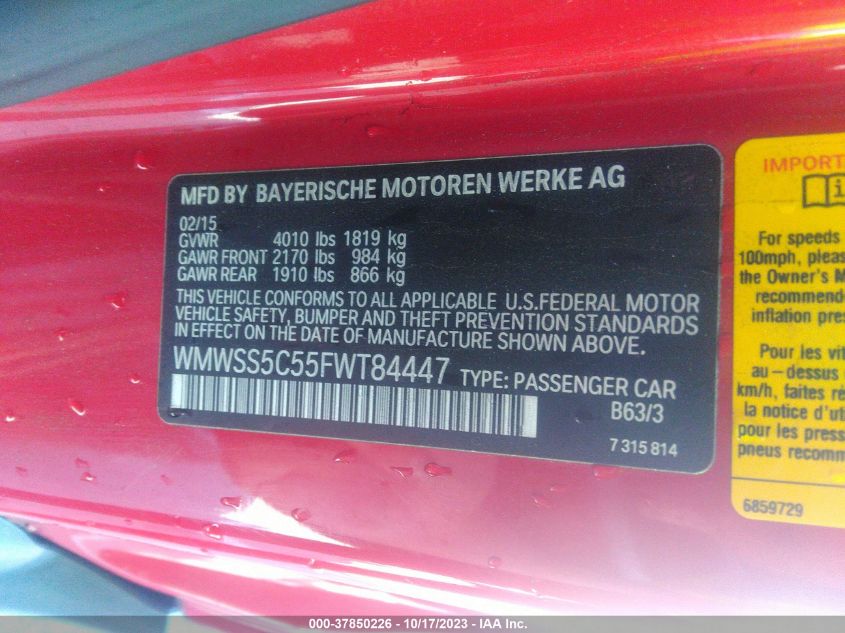 MFD BY BAYERISCHE MOTOREN WERKE AG
02/15
GVWR 4010 lbs 1819 kg
GAWR FRONT 2170 lbs 984 kg
GAWR REAR 1910 lbs 866 kg
THIS VEHICLE CONFORMS TO ALL APPLICABLE U.S.FEDERAL MOTOR
VEHICLE SAFETY, BUMPER AND THEFT PREVENTION STANDARDS
IN EFFECT ON THE DATE OF MANUFACTURE SHOWN ABOVE.
WMWSS5C55FWT84447 TYPE: PASSENGER CAR
B63/3
7 315 814
IMPORT
i
For speeds
100mph, pleas
the Owner's M
recommend
inflation pres
Pour les vit
au-dessus
km/h, faites ré
la notice d'ut
pour les press
pneus recomm
6859729
000-37850226 - 10/17/2023 - IAA Inc.